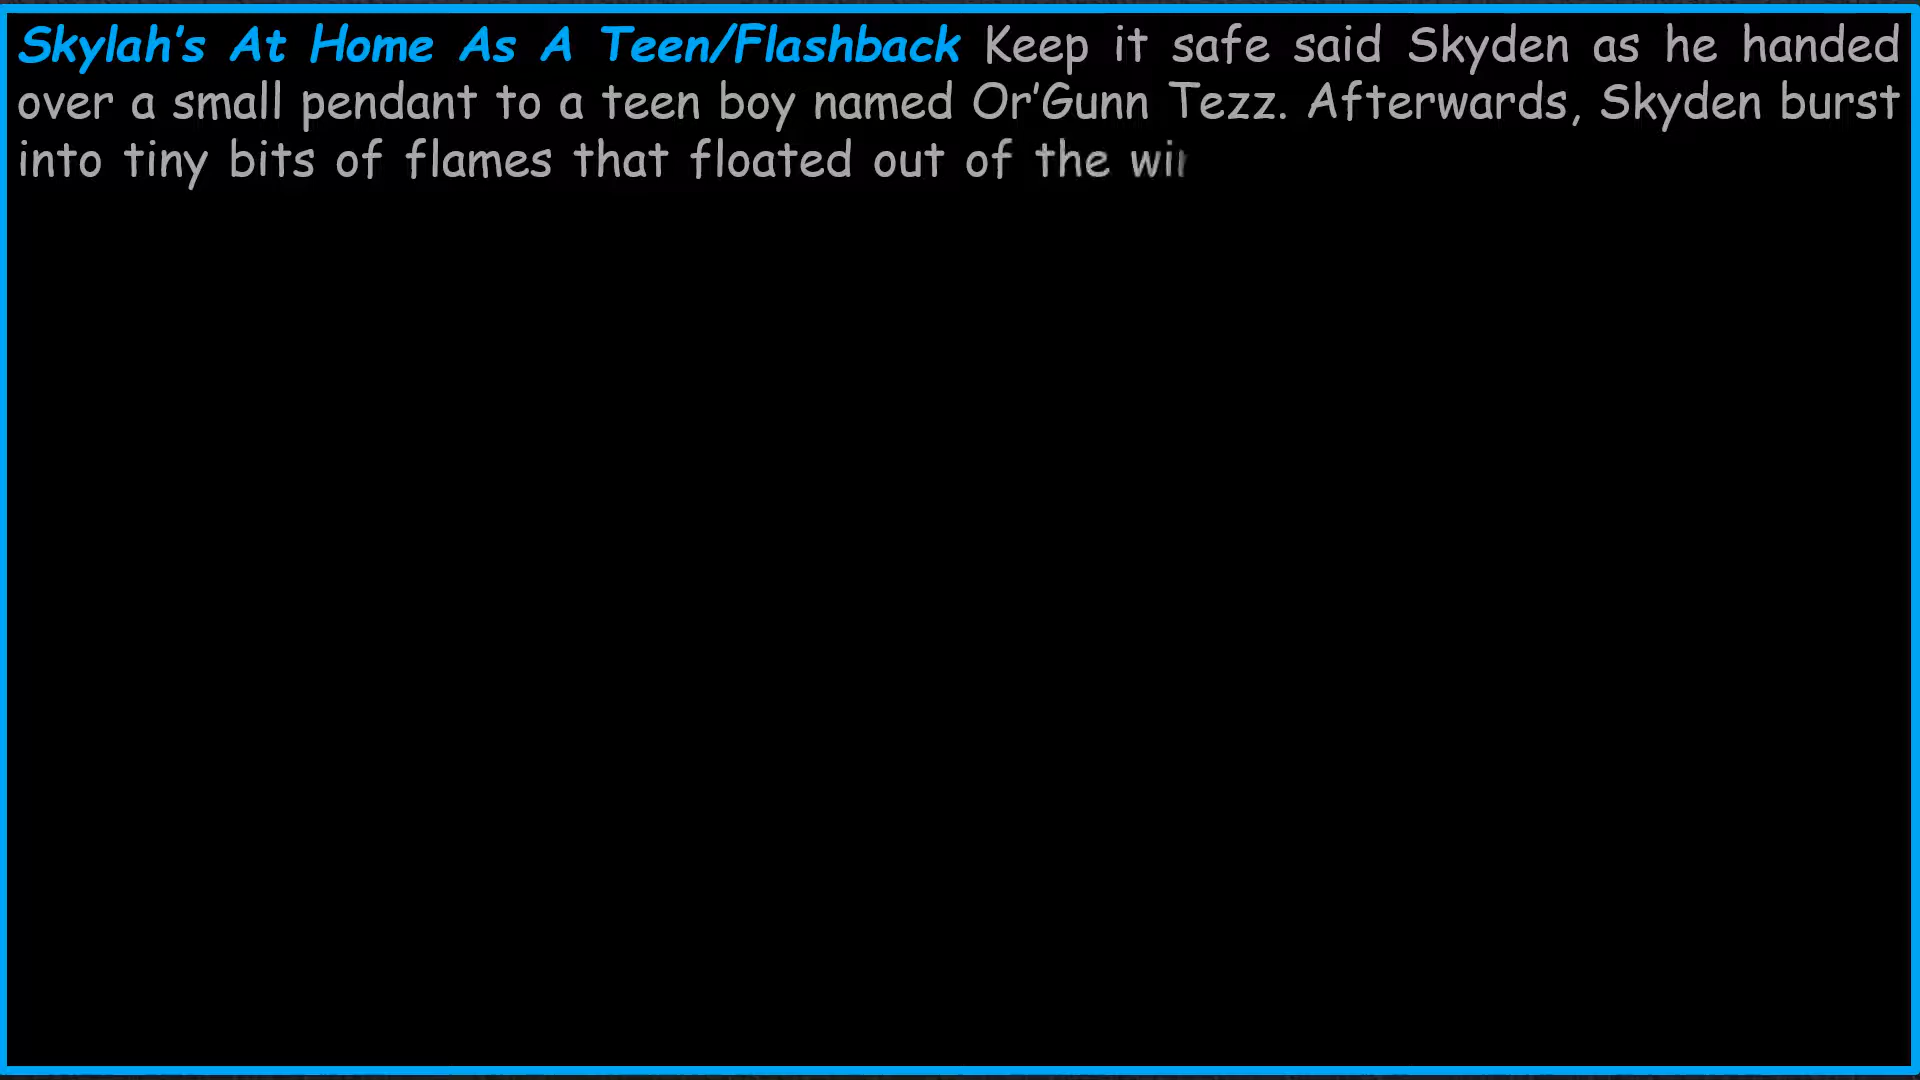 Skylah's At Home As A Teen/Flashback Keep it safe said Skyden as he handed
over a small pendant to a teen boy named Or'Gunn Tezz. Afterwards, Skyden burst
into tiny bits of flames that floated out of the